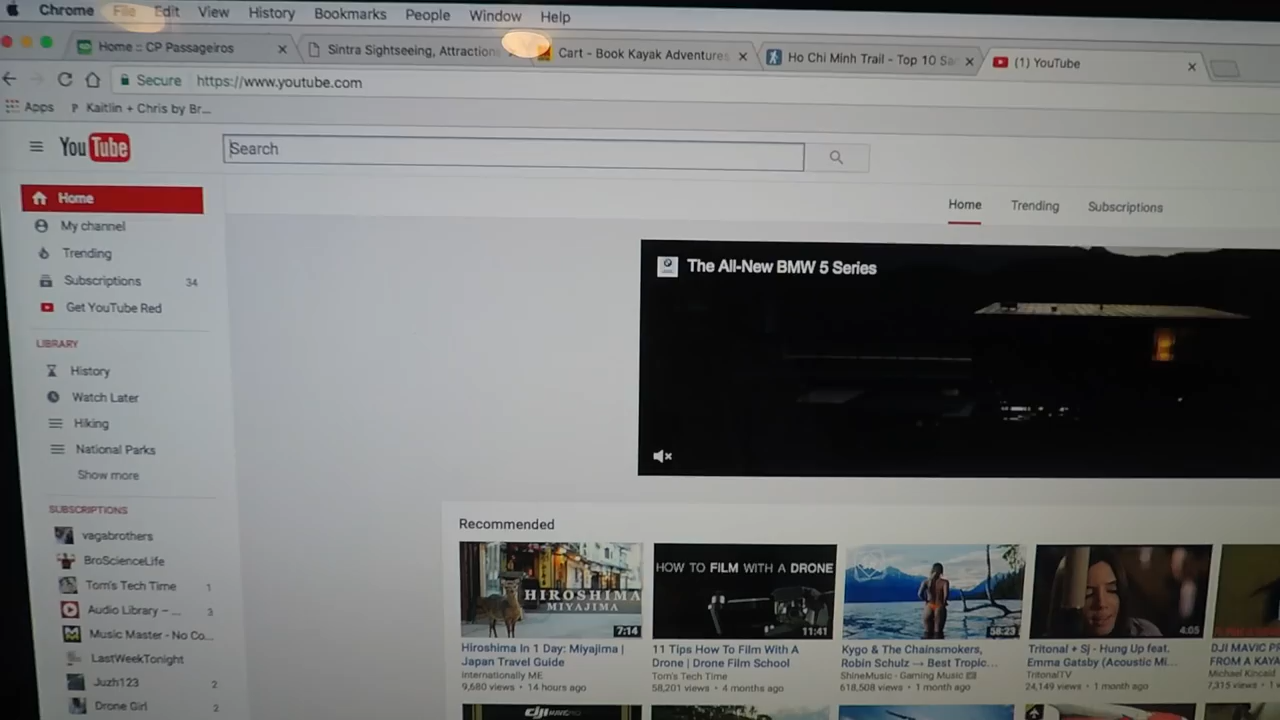 Chrome File Edit View History Bookmarks People Window Help
Home :: CP Passageiros
Sintra Sightseeing, Attraction
Cart - Book Kayak Adventures
Ho Chi Minh Trail - Top 10
(1) YouTube
Secure https://www.youtube.com
Apps
Kaitlin + Chris by Br...
YouTube
Search
Home
My channel
Trending
Subscriptions 34
Get YouTube Red
LIBRARY
History
Watch Later
Hiking
National Parks
Show more
SUBSCRIPTIONS
vagabrothers
BroScienceLife
Tom's Tech Time 1
Audio Library – ... 3
Music Master - No Co...
LastWeekTonight
Juzh123 2
Drone Girl 2
Home Trending Subscriptions
The All-New BMW 5 Series
Recommended
HIROSHIMA
MIYAJIMA
7:14
Hiroshima In 1 Day: Miyajima |
Japan Travel Guide
Internationally ME
9,680 views • 14 hours ago
HOW TO FILM WITH A DRONE
11:41
11 Tips How To Film With A
Drone | Drone Film School
Tom's Tech Time
58,201 views • 4 months ago
58:23
Kygo & The Chainsmokers,
Robin Schulz → Best Tropic...
ShineMusic - Gaming Music
618,508 views • 1 month ago
4:05
Tritonal + Sj - Hung Up feat.
Emma Gatsby (Acoustic Mi...
TritonalTV
24,149 views • 1 month ago
DJI MAVIC
FROM A KAYA
Michael Kincaid
7,315 views
dji MAVIC